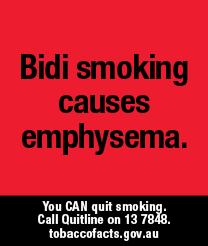 Bidi smoking
causes
emphysema.
You CAN quit smoking.
Call Quitline on 13 7848.
tobaccofacts.gov.au